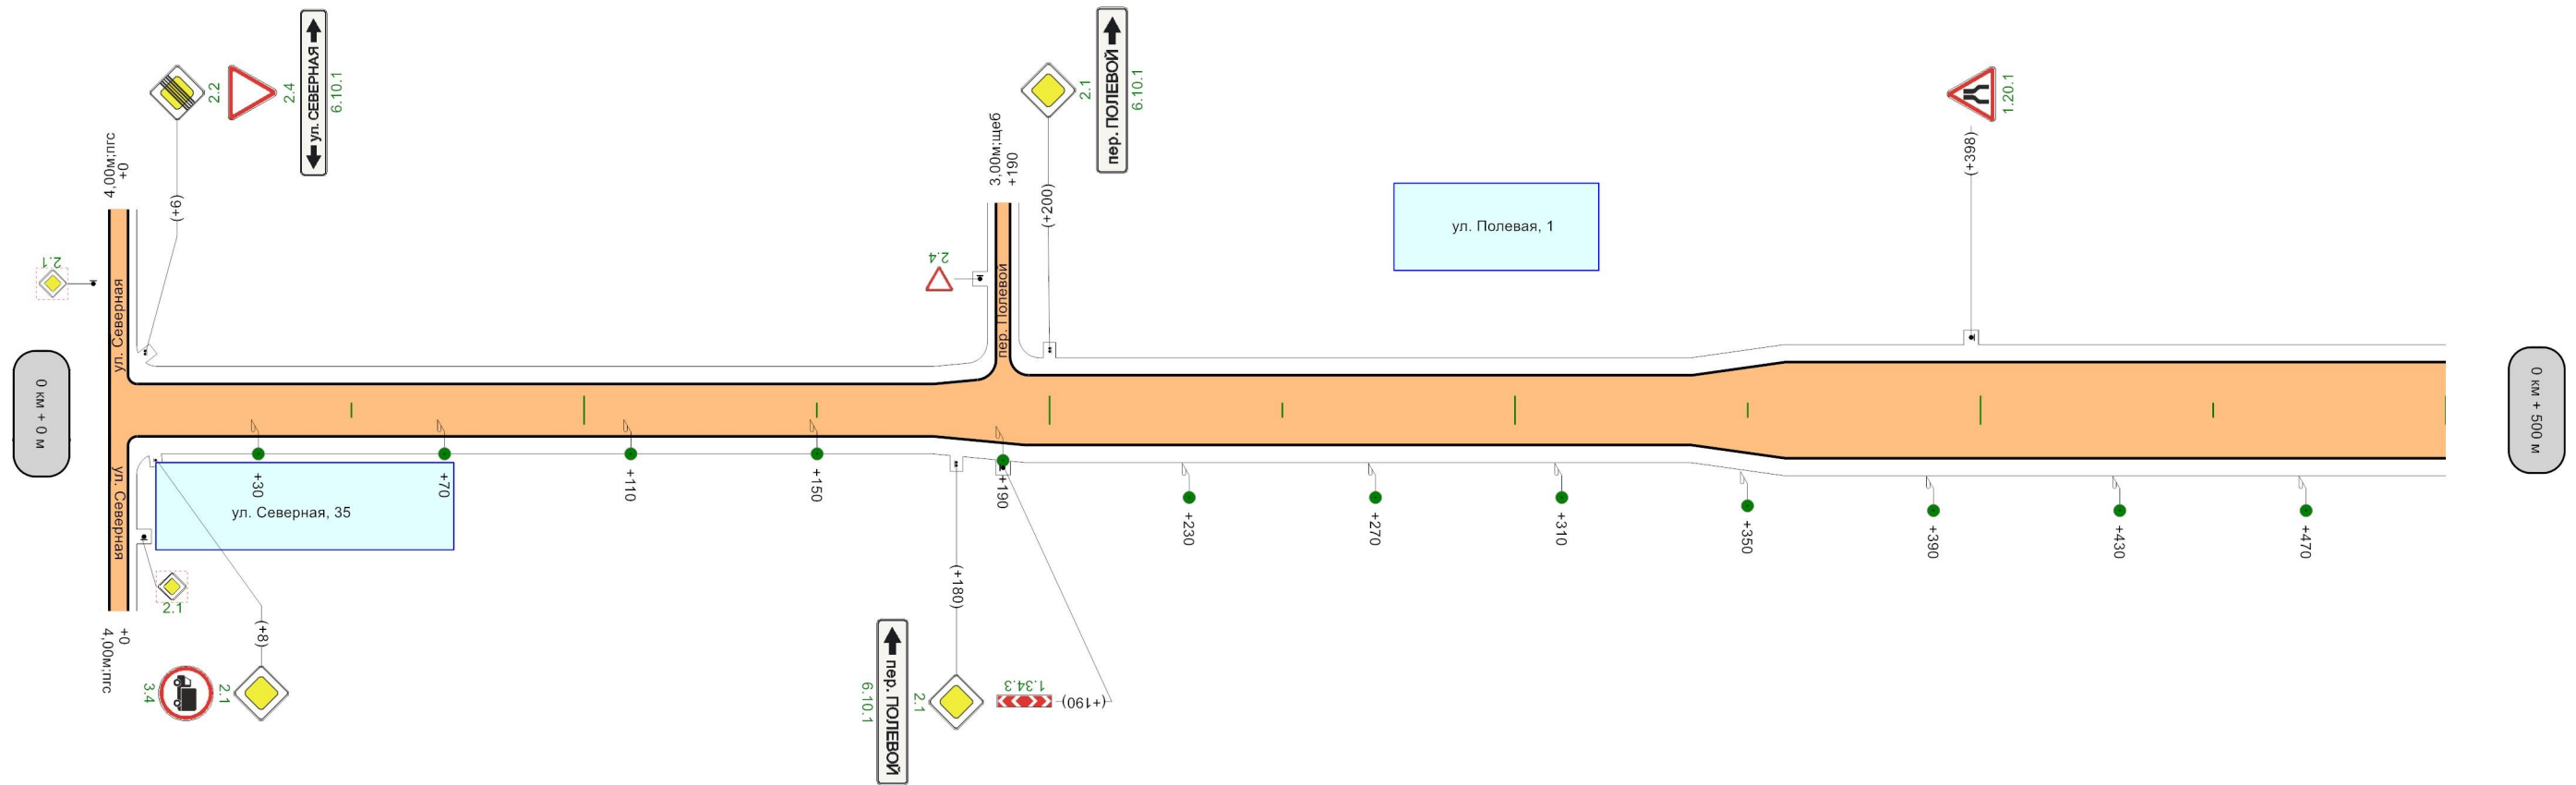 ул. СЕВЕРНАЯ
6.10.1
2.4
2.2
4,00м;пгс
+0
(+6)
2.1
ул. Северная
0 км + 0 м
ул. Северная
2.1
+0
4,00м;пгс
3.4
2.1
(+8)
ул. Северная, 35
+30
+70
+110
+150
+190
+230
+270
+310
+350
+390
+430
+470
пер. ПОЛЕВОЙ
6.10.1
2.1
3,00м;щеб
+190
(+200)
2.4
пер. Полевой
ул. Полевая, 1
1.20.1
(+398)
(+180)
пер. ПОЛЕВОЙ
6.10.1
2.1
1.34.3
(+190)
0 км + 500 м